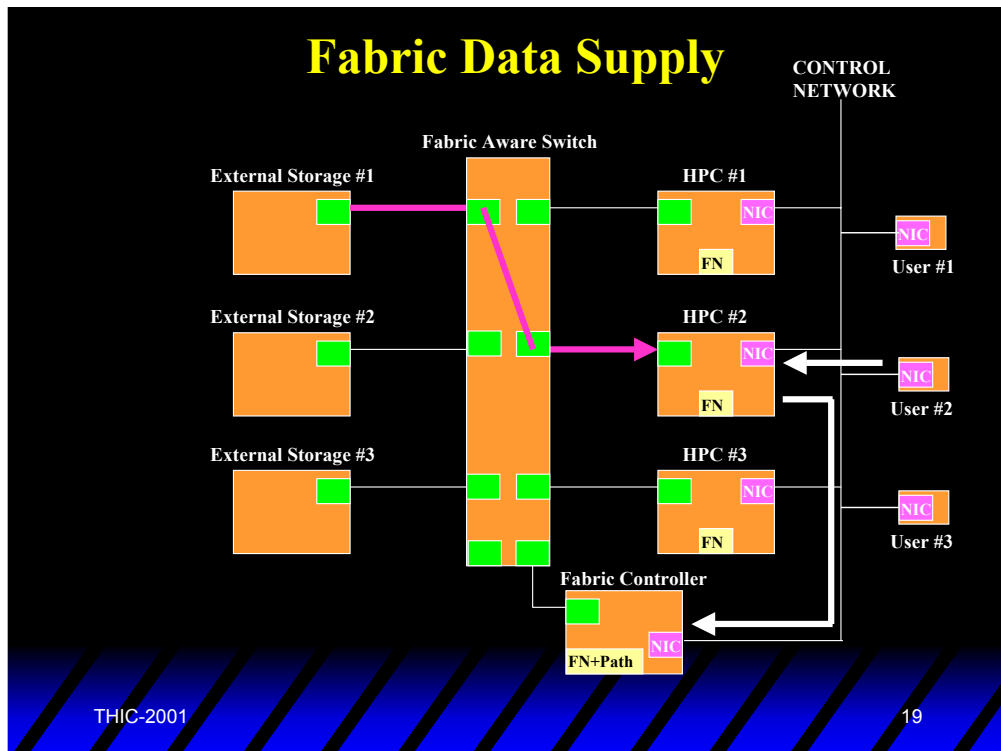 Fabric Data Supply
CONTROL
NETWORK
Fabric Aware Switch
External Storage #1
HPC #1
NIC
FN
NIC
User #1
External Storage #2
HPC #2
NIC
FN
NIC
User #2
External Storage #3
HPC #3
NIC
FN
NIC
User #3
Fabric Controller
NIC
FN+Path
THIC-2001
19